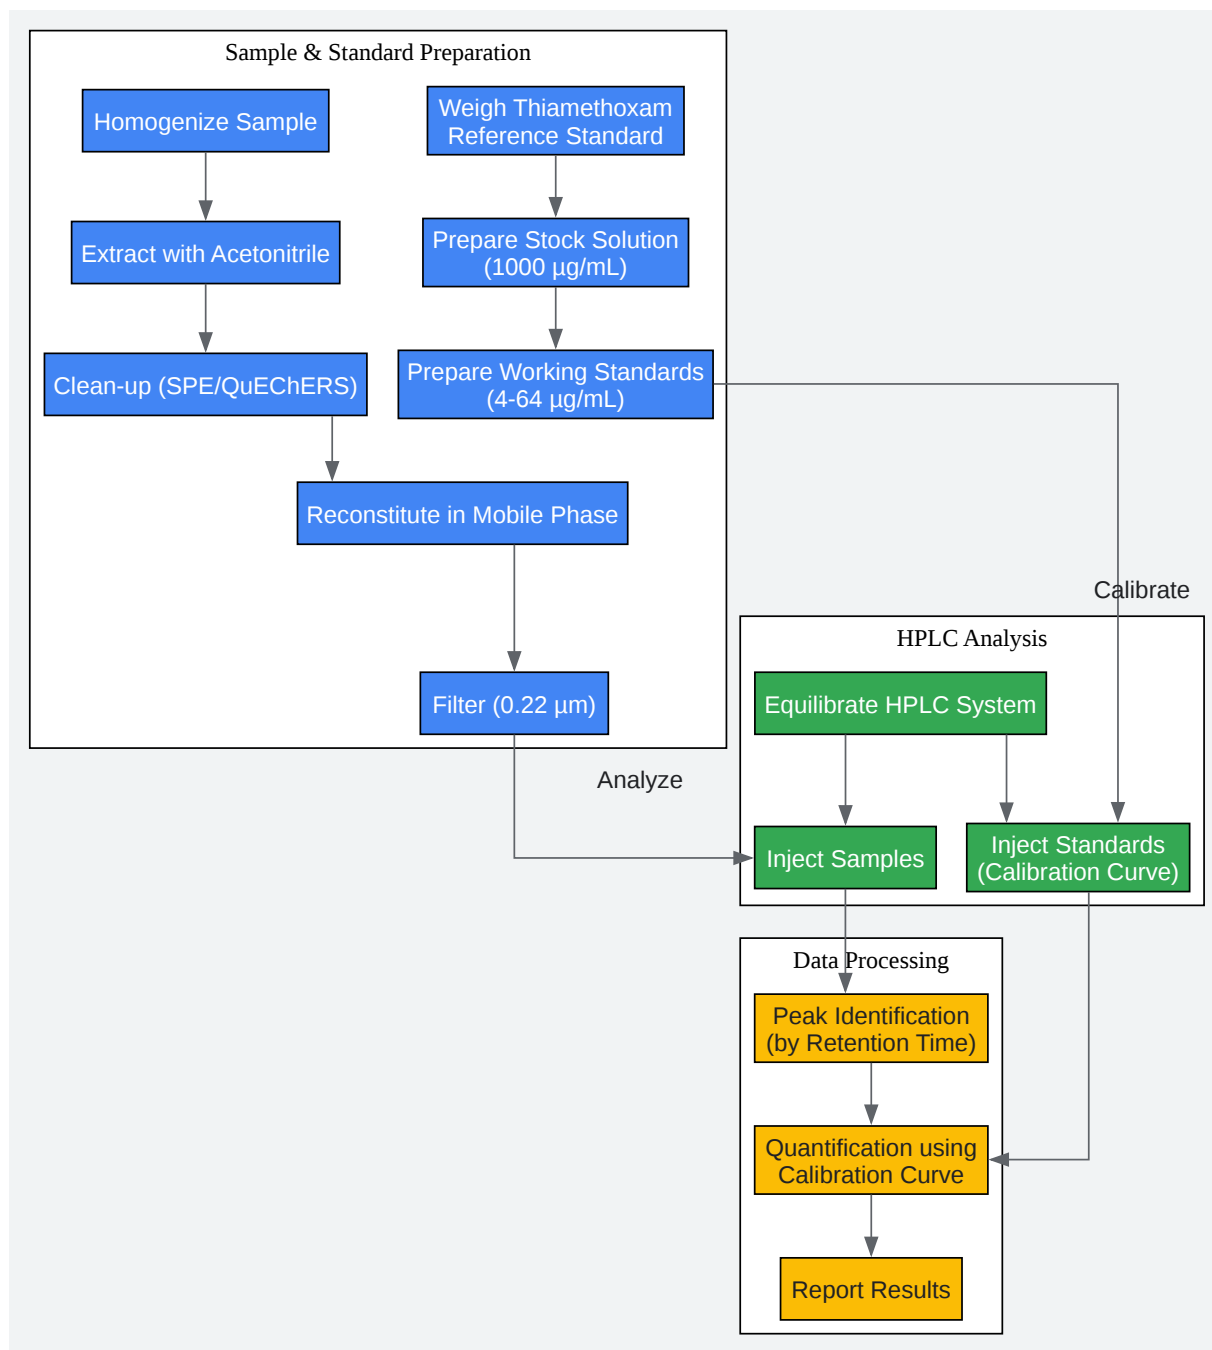 Sample & Standard Preparation
Homogenize Sample
Weigh Thiamethoxam
Reference Standard
Extract with Acetonitrile
Prepare Stock Solution
(1000 µg/mL)
Clean-up (SPE/QuEChERS)
Prepare Working Standards
(4-64 µg/mL)
Reconstitute in Mobile Phase
Filter (0.22 µm)
Calibrate
Analyze
HPLC Analysis
Equilibrate HPLC System
Inject Samples
Inject Standards
(Calibration Curve)
Data Processing
Peak Identification
(by Retention Time)
Quantification using
Calibration Curve
Report Results